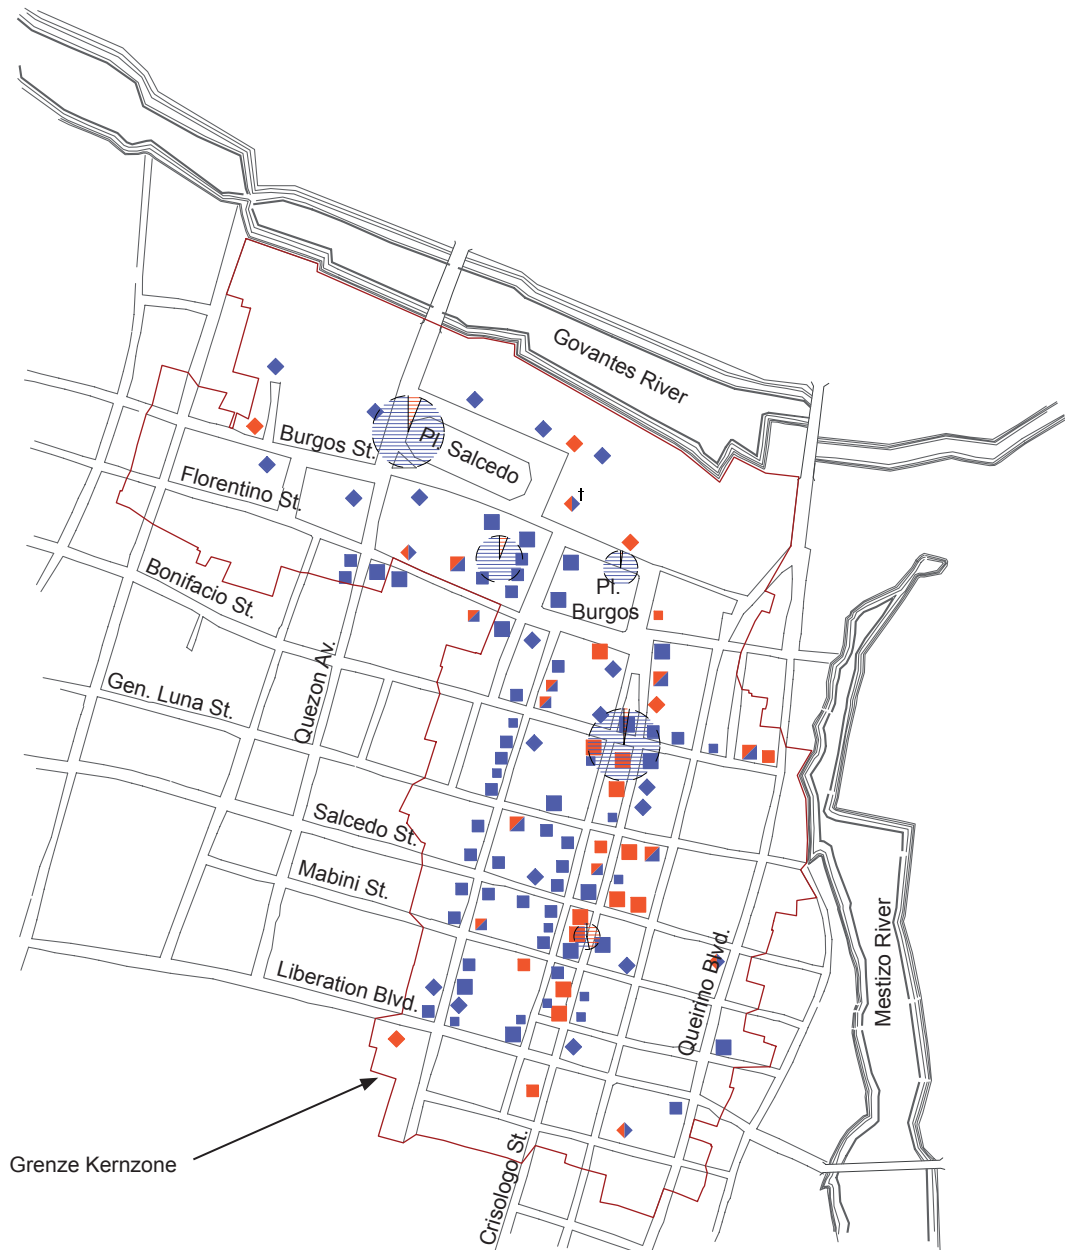 Govantes River
Burgos St.
Pl. Salcedo
Florentino St.
†
Bonifacio St.
Pl.
Burgos
Gen. Luna St.
Quezon Av.
Salcedo St.
Mabini St.
Liberation Blvd.
Queirino Blvd.
Mestizo River
Grenze Kernzone
Crisologo St.